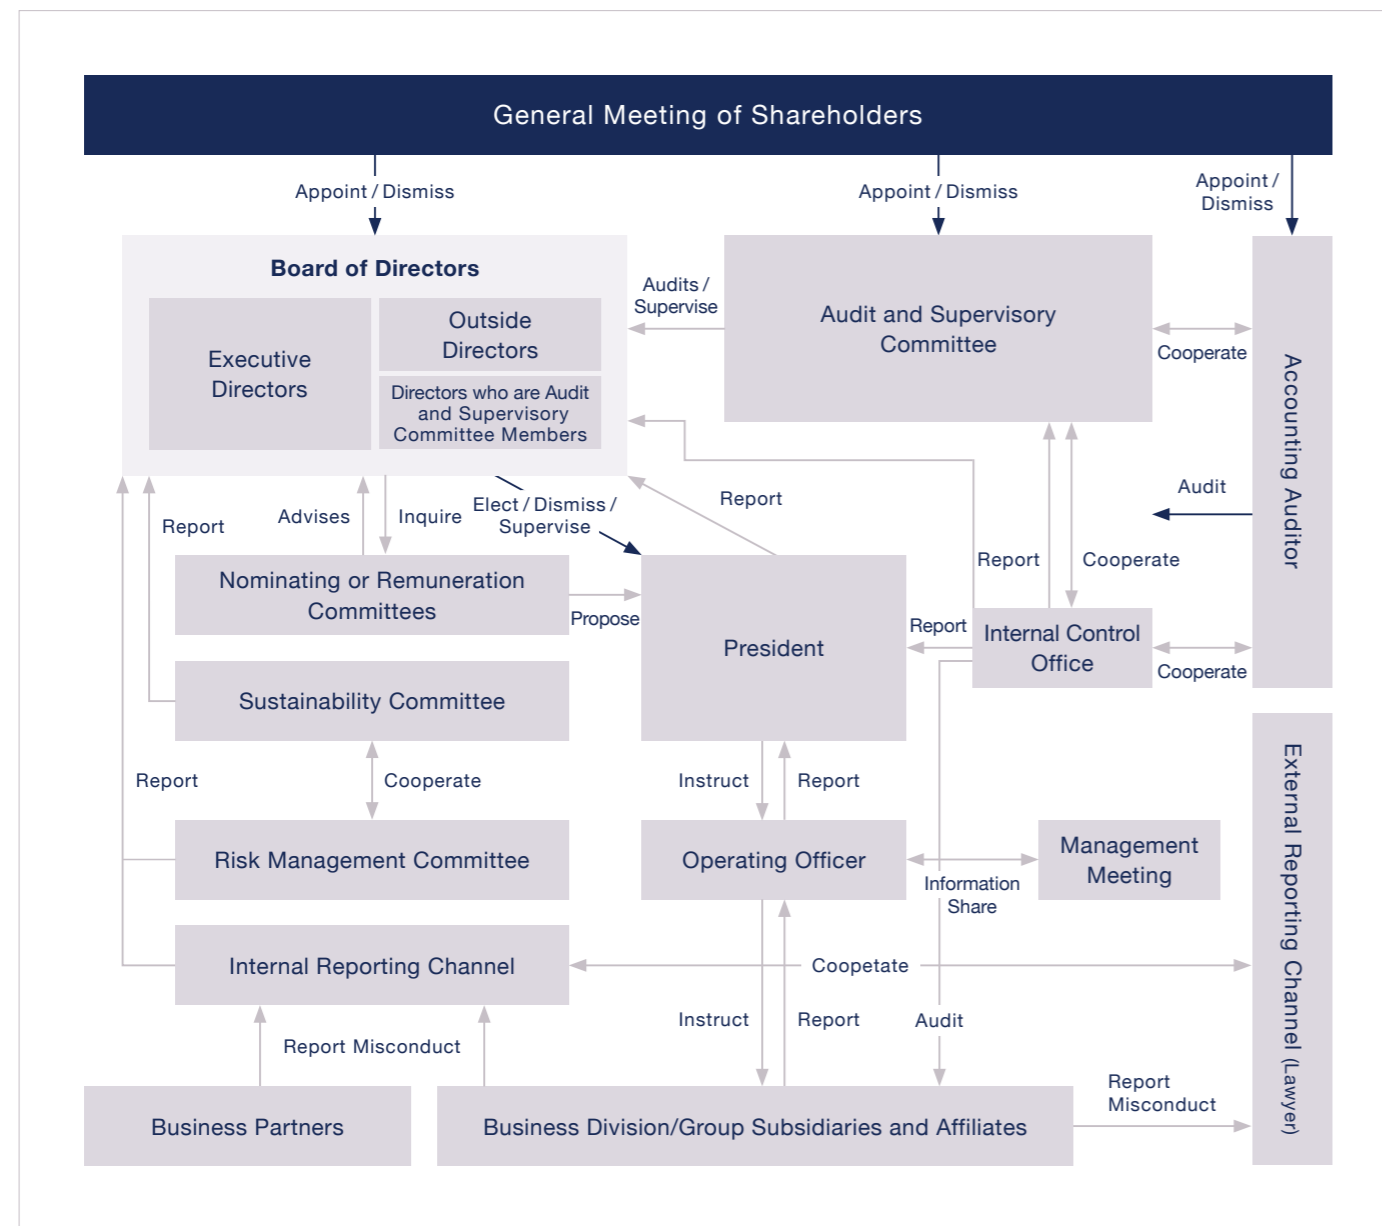 General Meeting of Shareholders
Appoint / Dismiss
Appoint / Dismiss
Appoint /
Dismiss
Board of Directors
Executive
Directors
Outside
Directors
Directors who are Audit
and Supervisory
Committee Members
Audits /
Supervise
Audit and Supervisory
Committee
Cooperate
Accounting Auditor
Report
Advises
Inquire
Elect / Dismiss /
Supervise
Report
Audit
Report
Cooperate
Nominating or Remuneration
Committees
Propose
President
Report
Internal Control
Office
Cooperate
Sustainability Committee
Report
Cooperate
Instruct
Report
External Reporting Channel (Lawyer)
Risk Management Committee
Operating Officer
Information
Share
Management
Meeting
Internal Reporting Channel
Coopetate
Instruct
Report
Audit
Report Misconduct
Report
Misconduct
Business Partners
Business Division/Group Subsidiaries and Affiliates